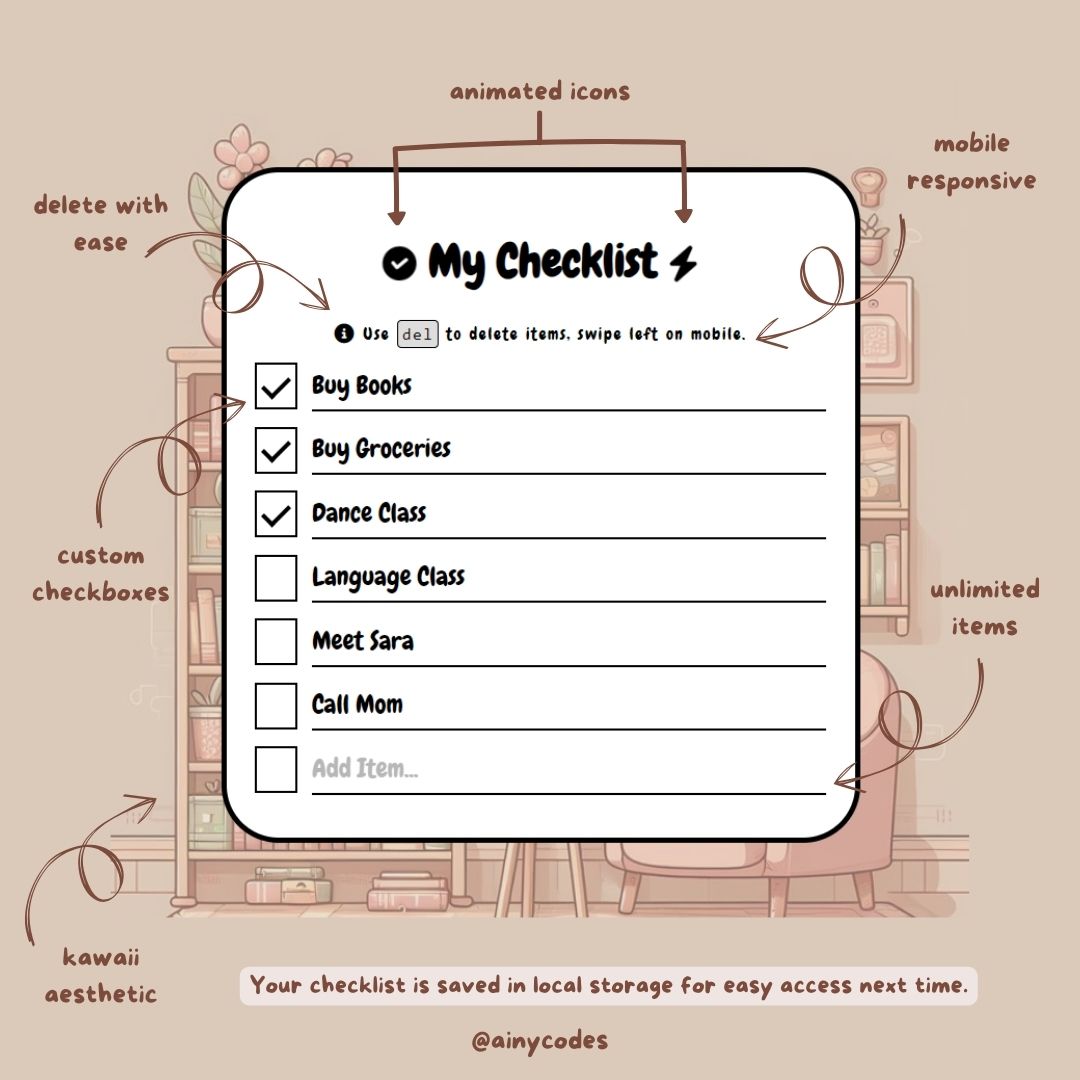 animated icons
mobile
responsive
delete with
ease
My Checklist
Use del to delete items, swipe left on mobile.
Buy Books
Buy Groceries
Dance Class
Language Class
Meet Sara
Call Mom
Add Item...
custom
checkboxes
unlimited
items
kawaii
aesthetic
Your checklist is saved in local storage for easy access next time.
@ainycodes